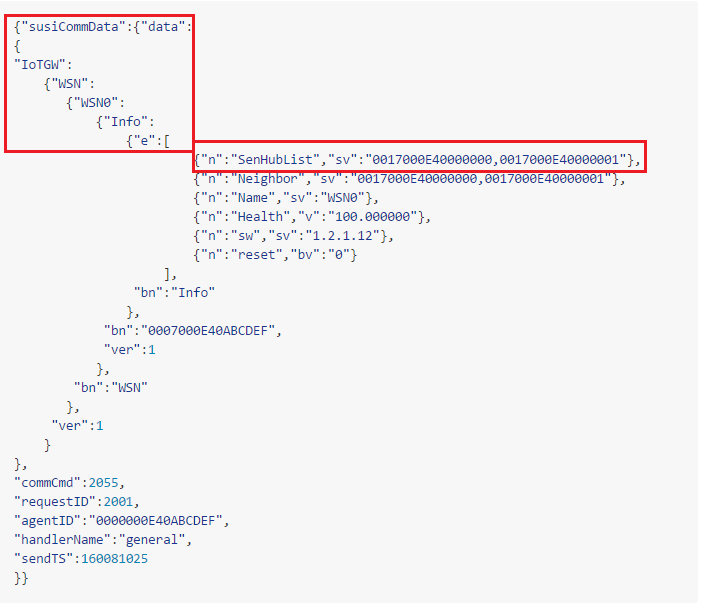 {"susiCommData":{"data":
{
"IoTGW":
{"WSN":
{"WSN0":
{"Info":
{"e":[
{"n":"SenHubList","sv":"0017000E40000000,0017000E40000001"},
{"n":"Neighbor","sv":"0017000E40000000,0017000E40000001"},
{"n":"Name","sv":"WSN0"},
{"n":"Health","v":"100.000000"},
{"n":"sw","sv":"1.2.1.12"},
{"n":"reset","bv":"0"}
],
"bn":"Info"
},
"bn":"0007000E40ABCDEF",
"ver":1
},
"bn":"WSN"
},
"ver":1
}
},
"commCmd":2055,
"requestID":2001,
"agentID":"0000000E40ABCDEF",
"handlerName":"general",
"sendTS":160081025
}}